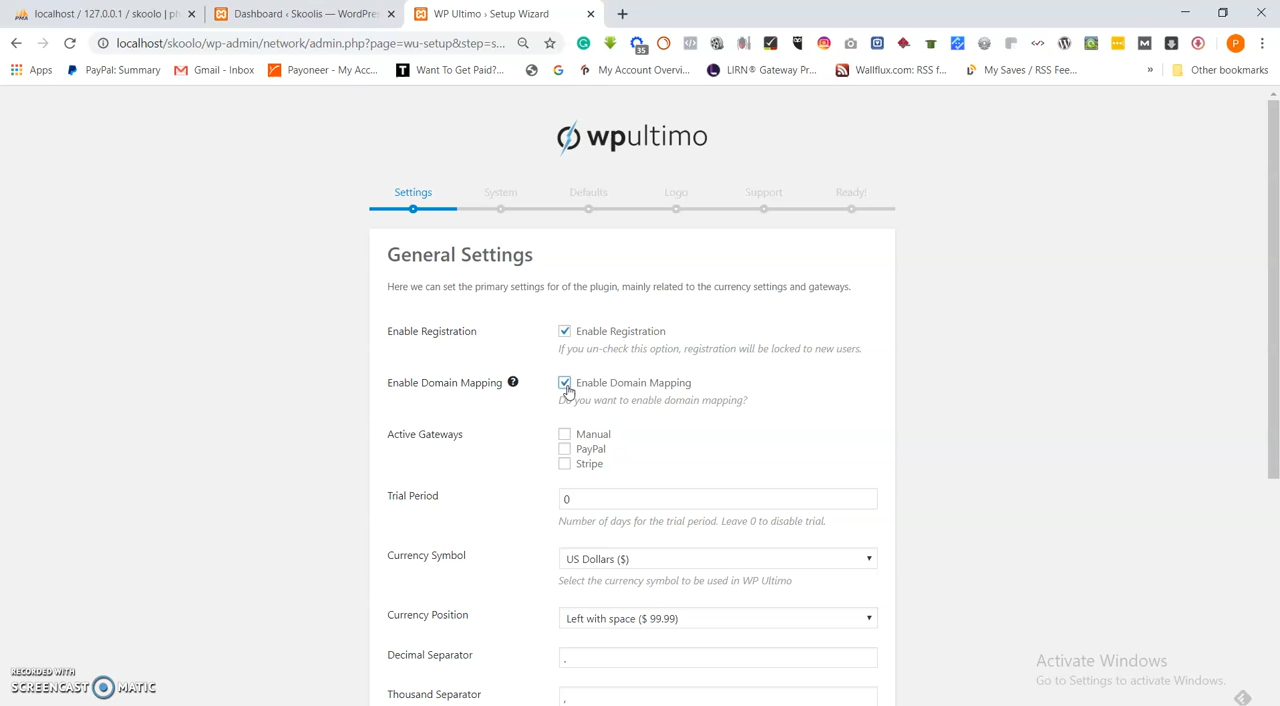 localhost / 127.0.0.1 / skoolo | ph
Dashboard ‹ Skoolis — WordPres
WP Ultimo › Setup Wizard
localhost/skoolo/wp-admin/network/admin.php?page=wu-setup&step=s...
35
P
Apps
PayPal: Summary
Gmail - Inbox
Payoneer - My Acc...
Want To Get Paid?...
My Account Overvi...
LIRN® Gateway Pr...
Wallflux.com: RSS f...
My Saves / RSS Fee...
»
Other bookmarks
wpultimo
Settings
System
Defaults
Logo
Support
Ready!
General Settings
Here we can set the primary settings for of the plugin, mainly related to the currency settings and gateways.
Enable Registration
Enable Registration
If you un-check this option, registration will be locked to new users.
Enable Domain Mapping
Enable Domain Mapping
Do you want to enable domain mapping?
Active Gateways
Manual
PayPal
Stripe
Trial Period
0
Number of days for the trial period. Leave 0 to disable trial.
Currency Symbol
US Dollars ($)
Select the currency symbol to be used in WP Ultimo
Currency Position
Left with space ($ 99.99)
Decimal Separator
Thousand Separator
,
Activate Windows
Go to Settings to activate Windows.
RECORDED WITH
SCREENCAST MATIC